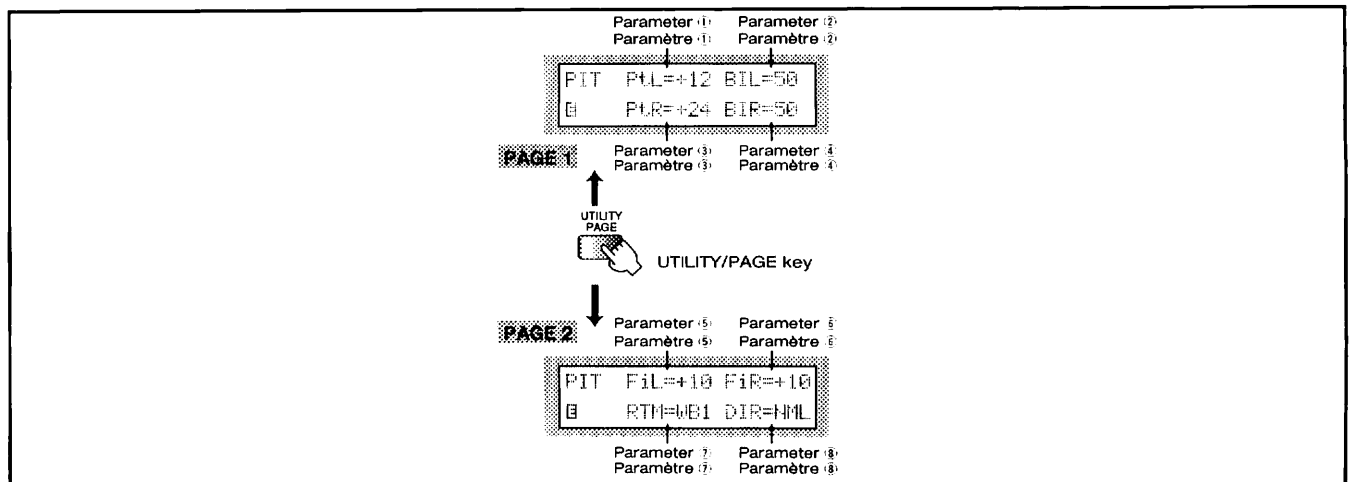 Parameter ① Parameter ②
Paramètre ① Paramètre ②
PIT PtL=+12 BIL=50
E PtR=+24 BIR=50
PAGE 1
Parameter ③ Parameter ④
Paramètre ③ Paramètre ④
UTILITY
PAGE
UTILITY/PAGE key
PAGE 2
Parameter ⑤ Parameter ⑥
Paramètre ⑤ Paramètre ⑥
PIT FiL=+10 FiR=+10
E RTM=WB1 DIR=NML
Parameter ⑦ Parameter ⑧
Paramètre ⑦ Paramètre ⑧